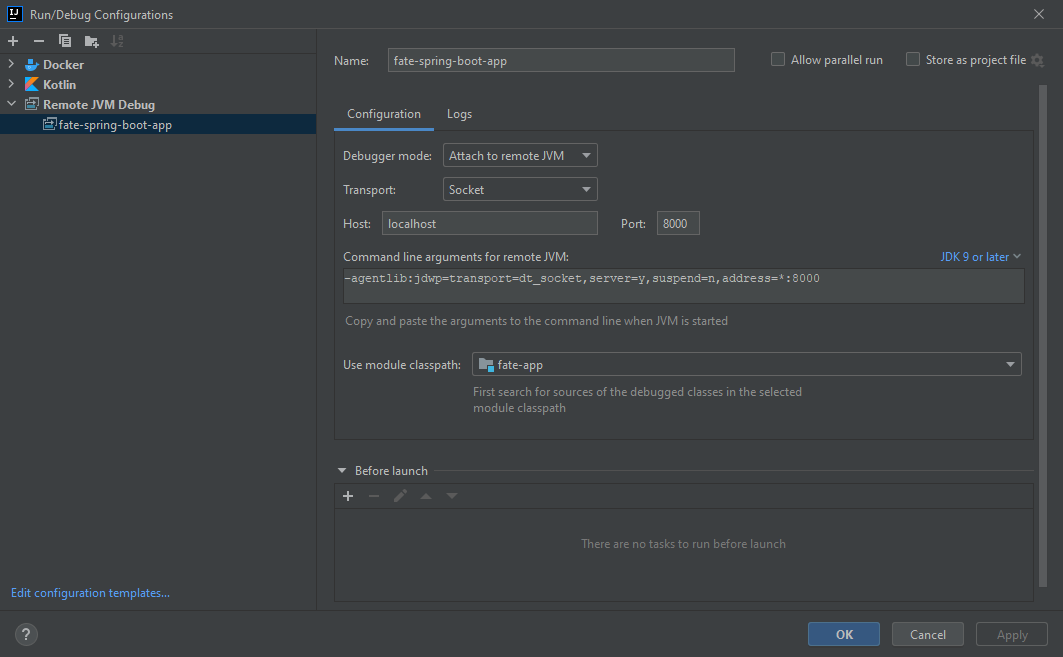 IJ Run/Debug Configurations
Docker
Kotlin
Remote JVM Debug
fate-spring-boot-app
Edit configuration templates...
Name: fate-spring-boot-app Allow parallel run Store as project file
Configuration Logs
Debugger mode: Attach to remote JVM
Transport: Socket
Host: localhost Port: 8000
Command line arguments for remote JVM: JDK 9 or later
-agentlib:jdwp=transport=dt_socket,server=y,suspend=n,address=*:8000
Copy and paste the arguments to the command line when JVM is started
Use module classpath: fate-app
First search for sources of the debugged classes in the selected
module classpath
Before launch
There are no tasks to run before launch
? OK Cancel Apply